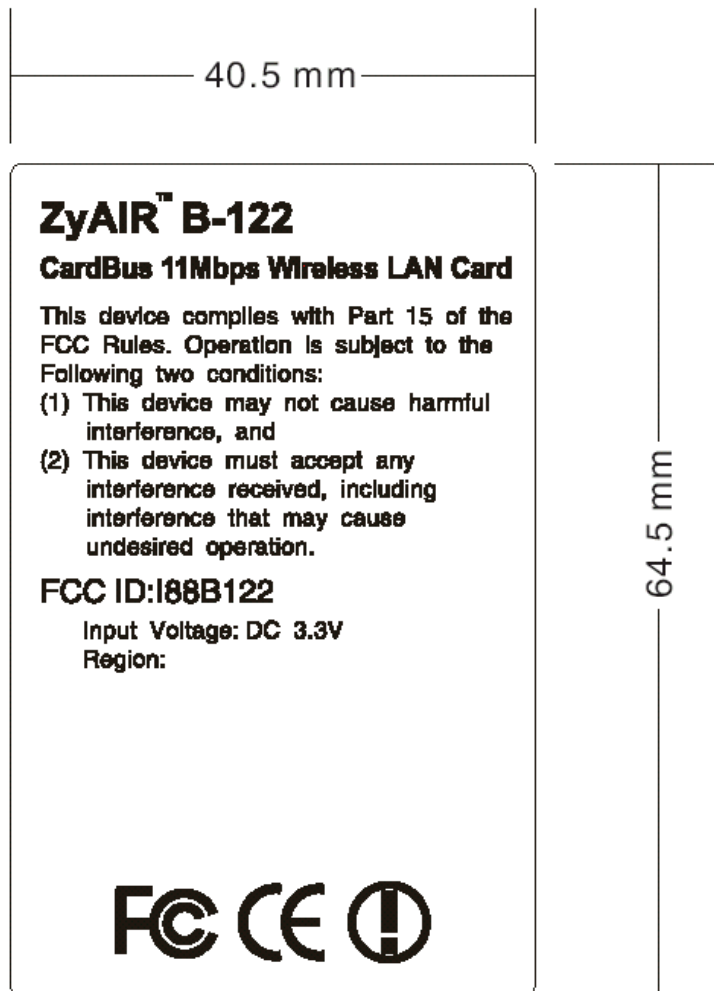 40.5 mm
ZyAIR™ B-122
CardBus 11Mbps Wireless LAN Card
This device complies with Part 15 of the
FCC Rules. Operation is subject to the
Following two conditions:
(1) This device may not cause harmful
interference, and
(2) This device must accept any
interference received, including
interference that may cause
undesired operation.
FCC ID:I88B122
Input Voltage: DC 3.3V
Region:
FC CE
64.5 mm